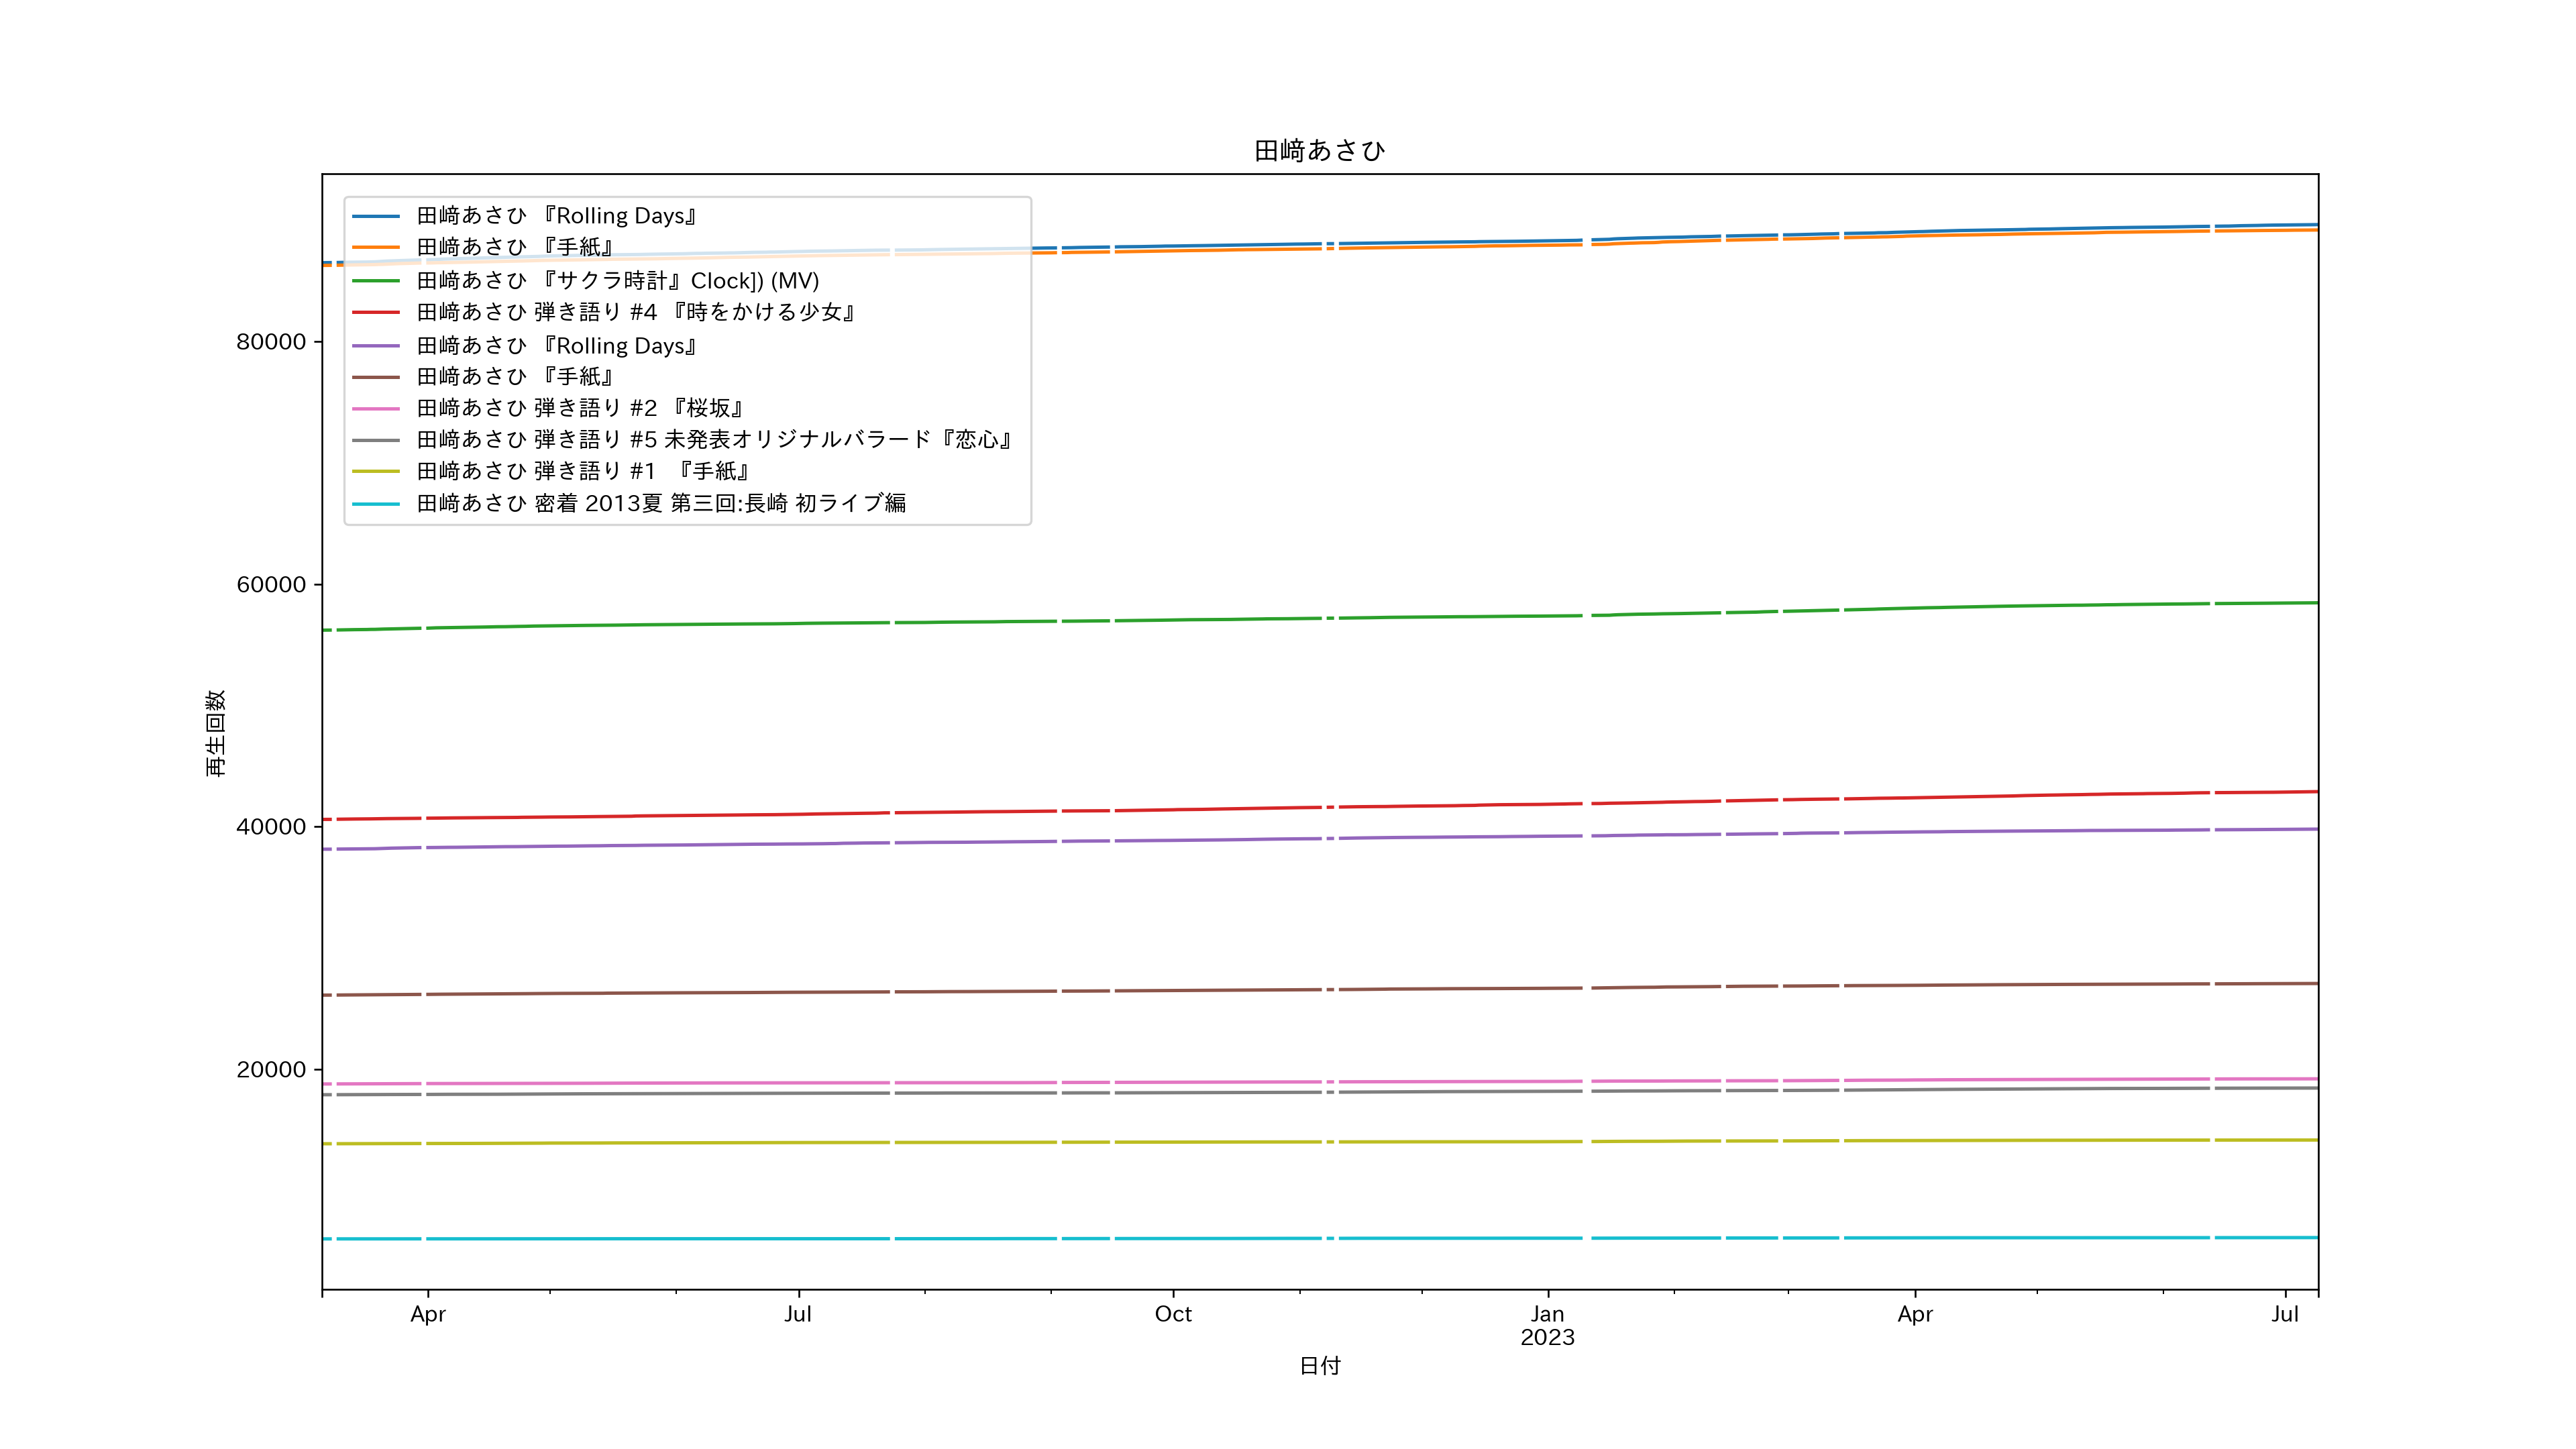 田﨑あさひ
田﨑あさひ 『Rolling Days』
田﨑あさひ 『手紙』
田﨑あさひ 『サクラ時計』Clock]) (MV)
田﨑あさひ 弾き語り #4 『時をかける少女』
田﨑あさひ 『Rolling Days』
田﨑あさひ 『手紙』
田﨑あさひ 弾き語り #2 『桜坂』
田﨑あさひ 弾き語り #5 未発表オリジナルバラード『恋心』
田﨑あさひ 弾き語り #1 『手紙』
田﨑あさひ 密着 2013夏 第三回:長崎 初ライブ編
80000
60000
40000
20000
再生回数
Apr
Jul
Oct
Jan
2023
Apr
Jul
日付